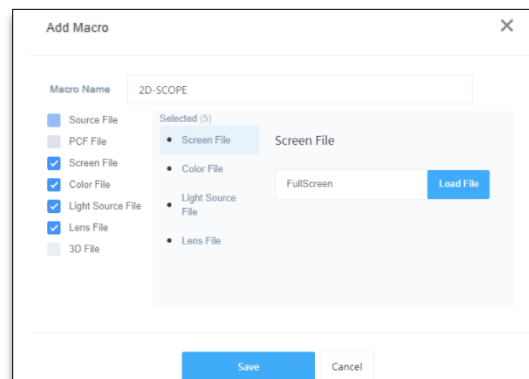 Add Macro
Macro Name 2D-SCOPE
Source File
PCF File
Screen File
Color File
Light Source File
Lens File
3D File
Selected (5)
Screen File
Color File
Light Source
File
Lens File
Screen File
FullScreen Load File
Save Cancel